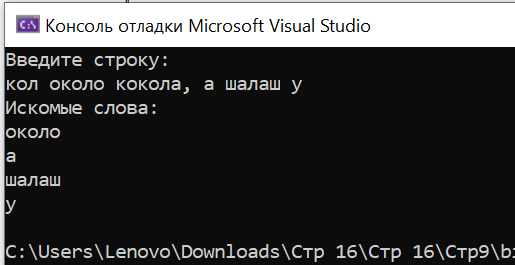 Консоль отладки Microsoft Visual Studio
Введите строку:
кол около кокола, а шалаш у
Искомые слова:
около
а
шалаш
у
C:\Users\Lenovo\Downloads\Стр 16\Стр 16\Стр9\bi